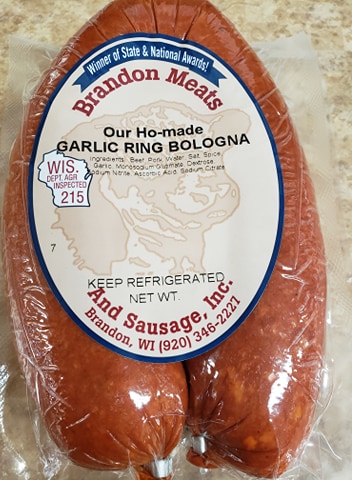 Winner of State & National Awards!
Brandon Meats
Our Ho-made
GARLIC RING BOLOGNA
Ingredients: Beef, Pork, Water, Salt, Spice,
Garlic, Monosodium Glutamate, Dextrose,
Sodium Nitrite, Ascorbic Acid, Sodium Citrate
WIS.
DEPT. AGR
INSPECTED
215
7
KEEP REFRIGERATED
NET WT.
And Sausage, Inc.
Brandon, WI (920) 346-2227